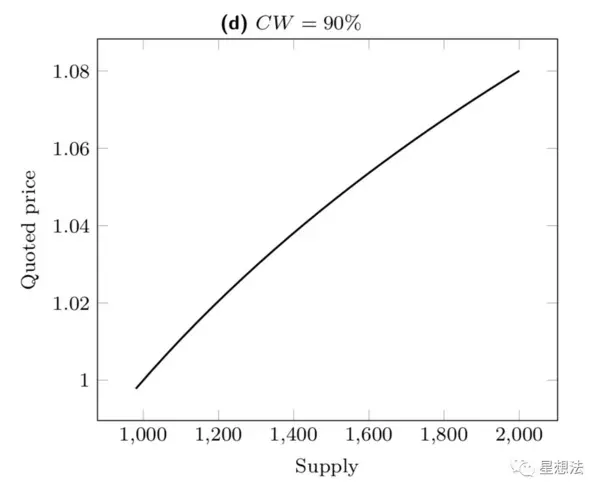 (d) CW = 90%
1.08
1.06
1.04
1.02
1
Quoted price
1,000 1,200 1,400 1,600 1,800 2,000
Supply
星想法